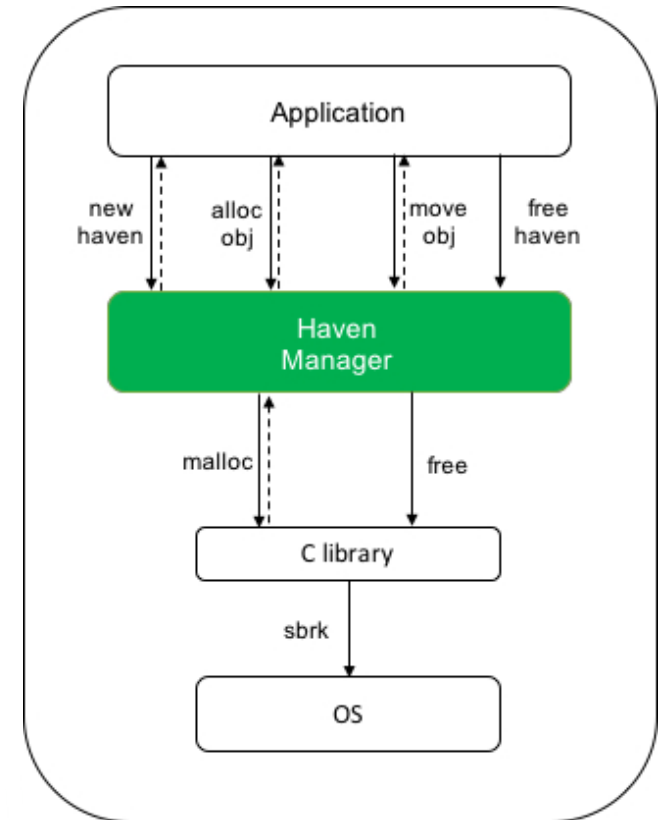 Application
new
haven
alloc
obj
move
obj
free
haven
Haven
Manager
malloc
free
C library
sbrk
OS